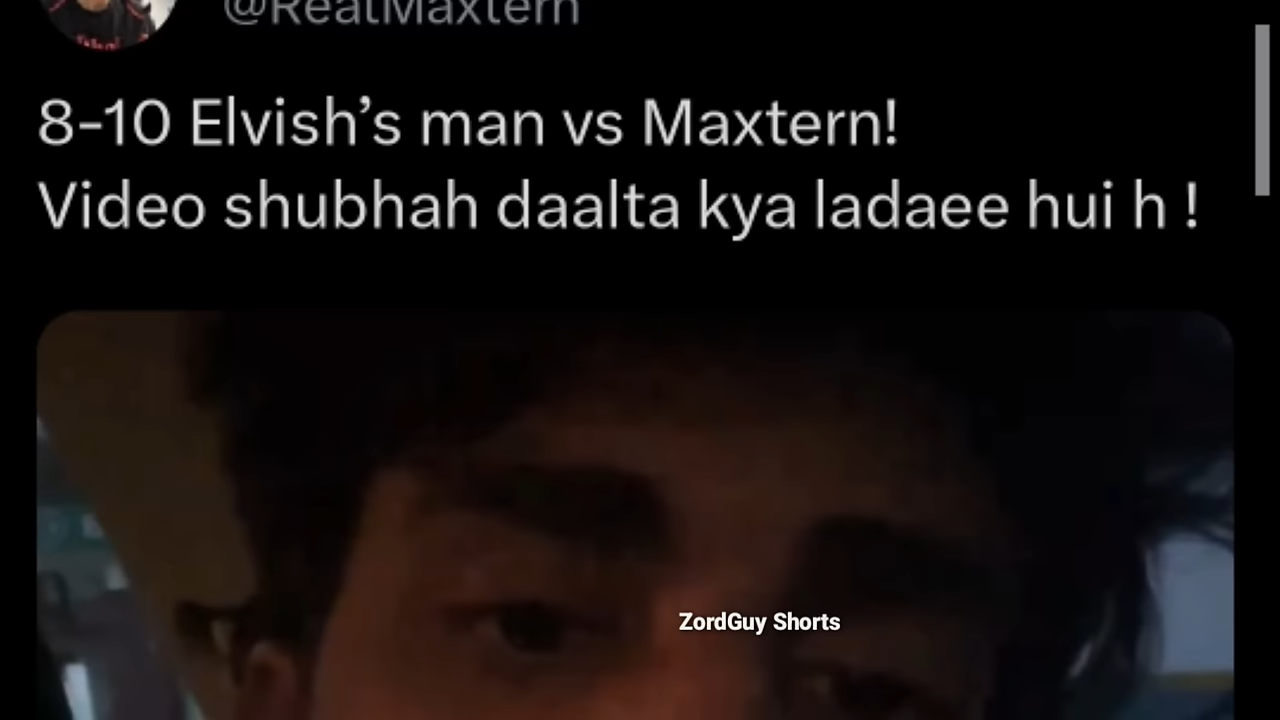 @RealMaxtern
8-10 Elvish’s man vs Maxtern!
Video shubhah daalta kya ladaee hui h !
ZordGuy Shorts